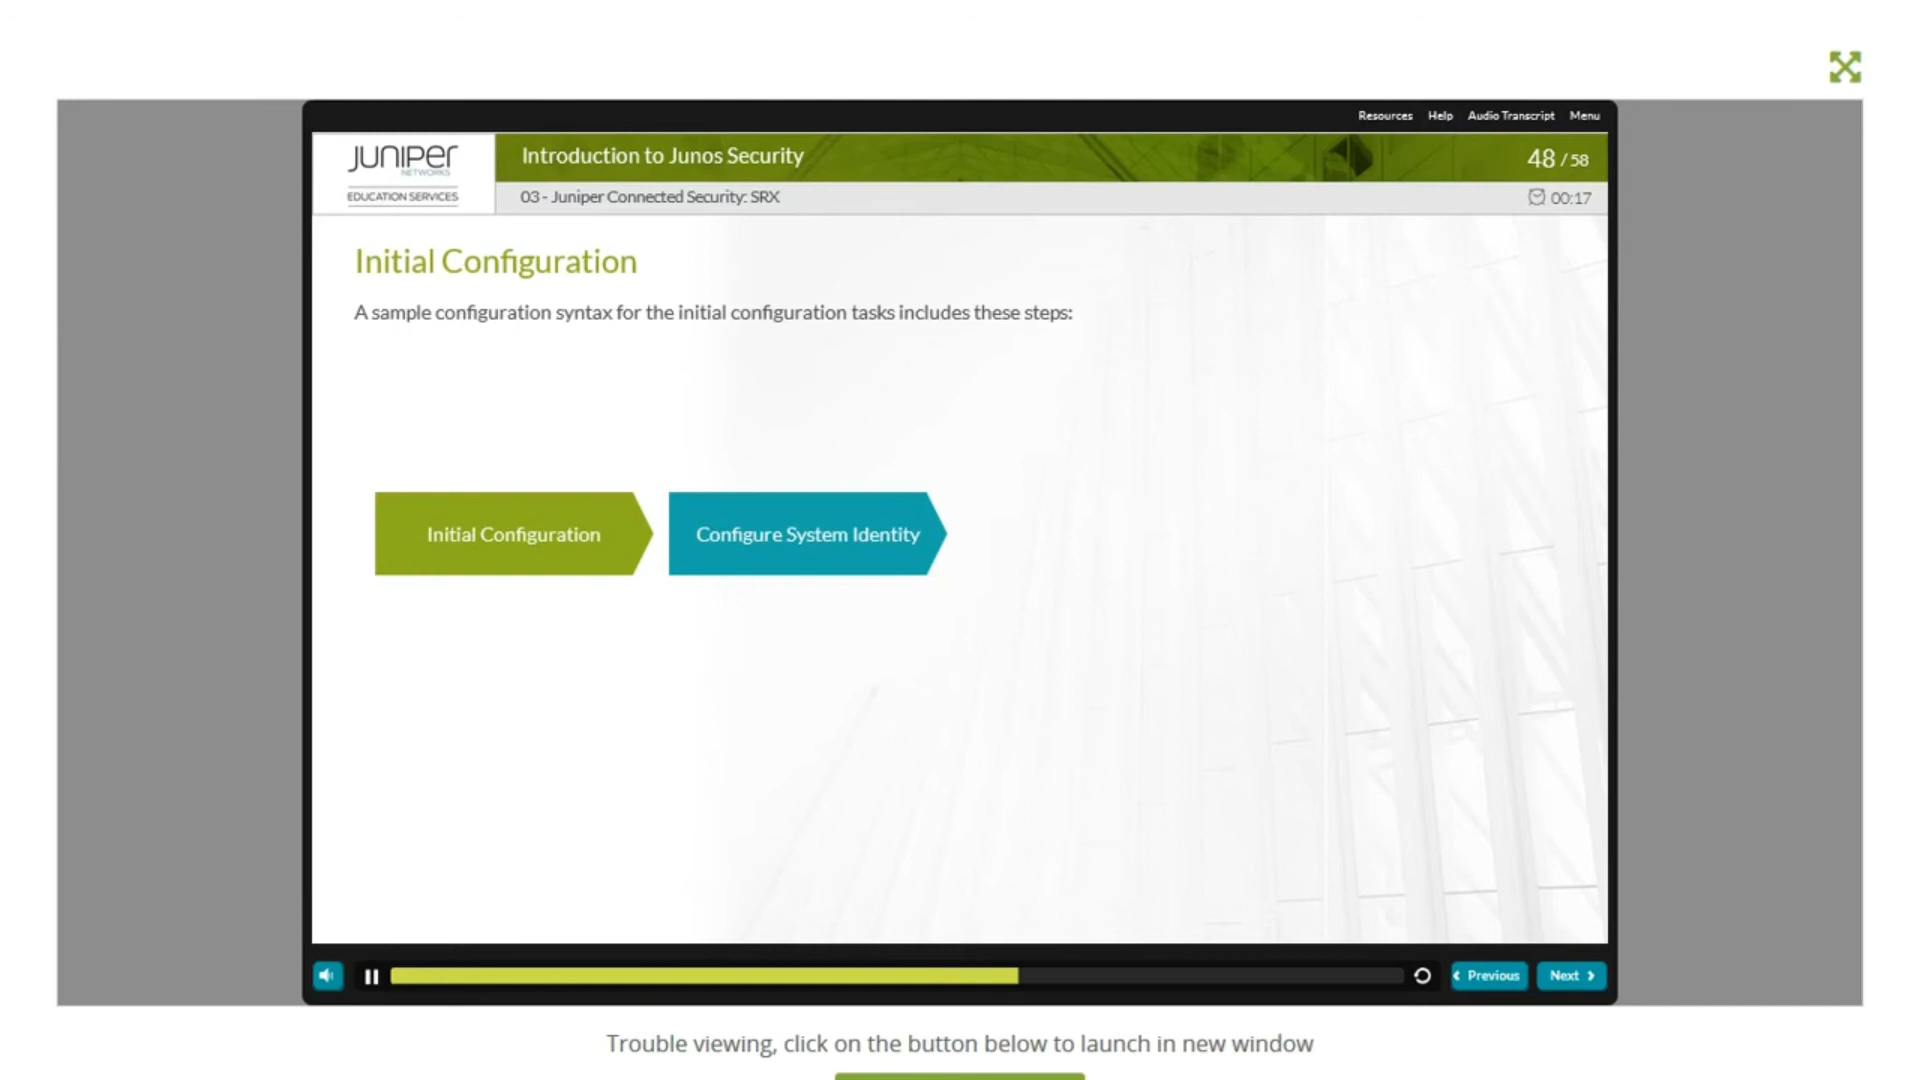 Resources Help Audio Transcript Menu
JUNIPER
NETWORKS
EDUCATION SERVICES
Introduction to Junos Security
48 / 58
03 - Juniper Connected Security: SRX
00:17
Initial Configuration
A sample configuration syntax for the initial configuration tasks includes these steps:
Initial Configuration
Configure System Identity
Previous
Next
Trouble viewing, click on the button below to launch in new window